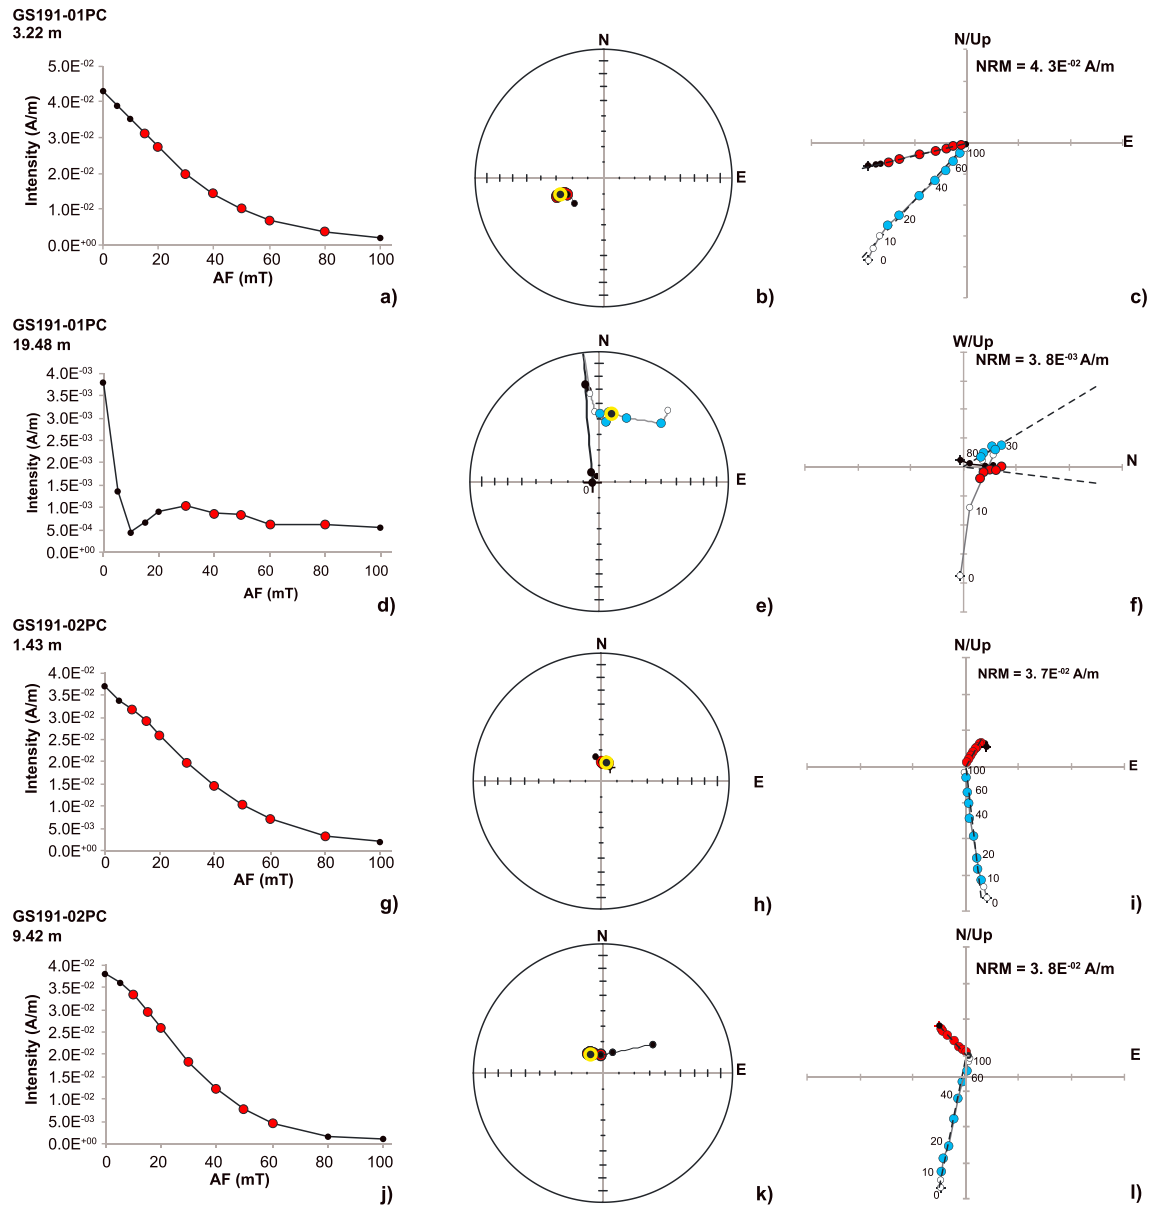 GS191-01PC
3.22 m
5.0E-02
4.0E-02
3.0E-02
2.0E-02
1.0E-02
0.0E+00
Intensity (A/m)
0 20 40 60 80 100
AF (mT)
a)
N
E
b)
N/Up
NRM = 4. 3E-02 A/m
E
100
60
40
20
10
0
c)
GS191-01PC
19.48 m
4.0E-03
3.5E-03
3.0E-03
2.5E-03
2.0E-03
1.5E-03
1.0E-03
5.0E-04
0.0E+00
Intensity (A/m)
0 20 40 60 80 100
AF (mT)
d)
N
E
0
e)
W/Up
NRM = 3. 8E-03 A/m
80
30
N
10
0
f)
GS191-02PC
1.43 m
4.0E-02
3.5E-02
3.0E-02
2.5E-02
2.0E-02
1.5E-02
1.0E-02
5.0E-03
0.0E+00
Intensity (A/m)
0 20 40 60 80 100
AF (mT)
g)
N
E
h)
N/Up
NRM = 3. 7E-02 A/m
E
100
60
40
20
10
0
i)
GS191-02PC
9.42 m
4.0E-02
3.5E-02
3.0E-02
2.5E-02
2.0E-02
1.5E-02
1.0E-02
5.0E-03
0.0E+00
Intensity (A/m)
0 20 40 60 80 100
AF (mT)
j)
N
E
k)
N/Up
NRM = 3. 8E-02 A/m
E
100
60
40
20
10
0
l)